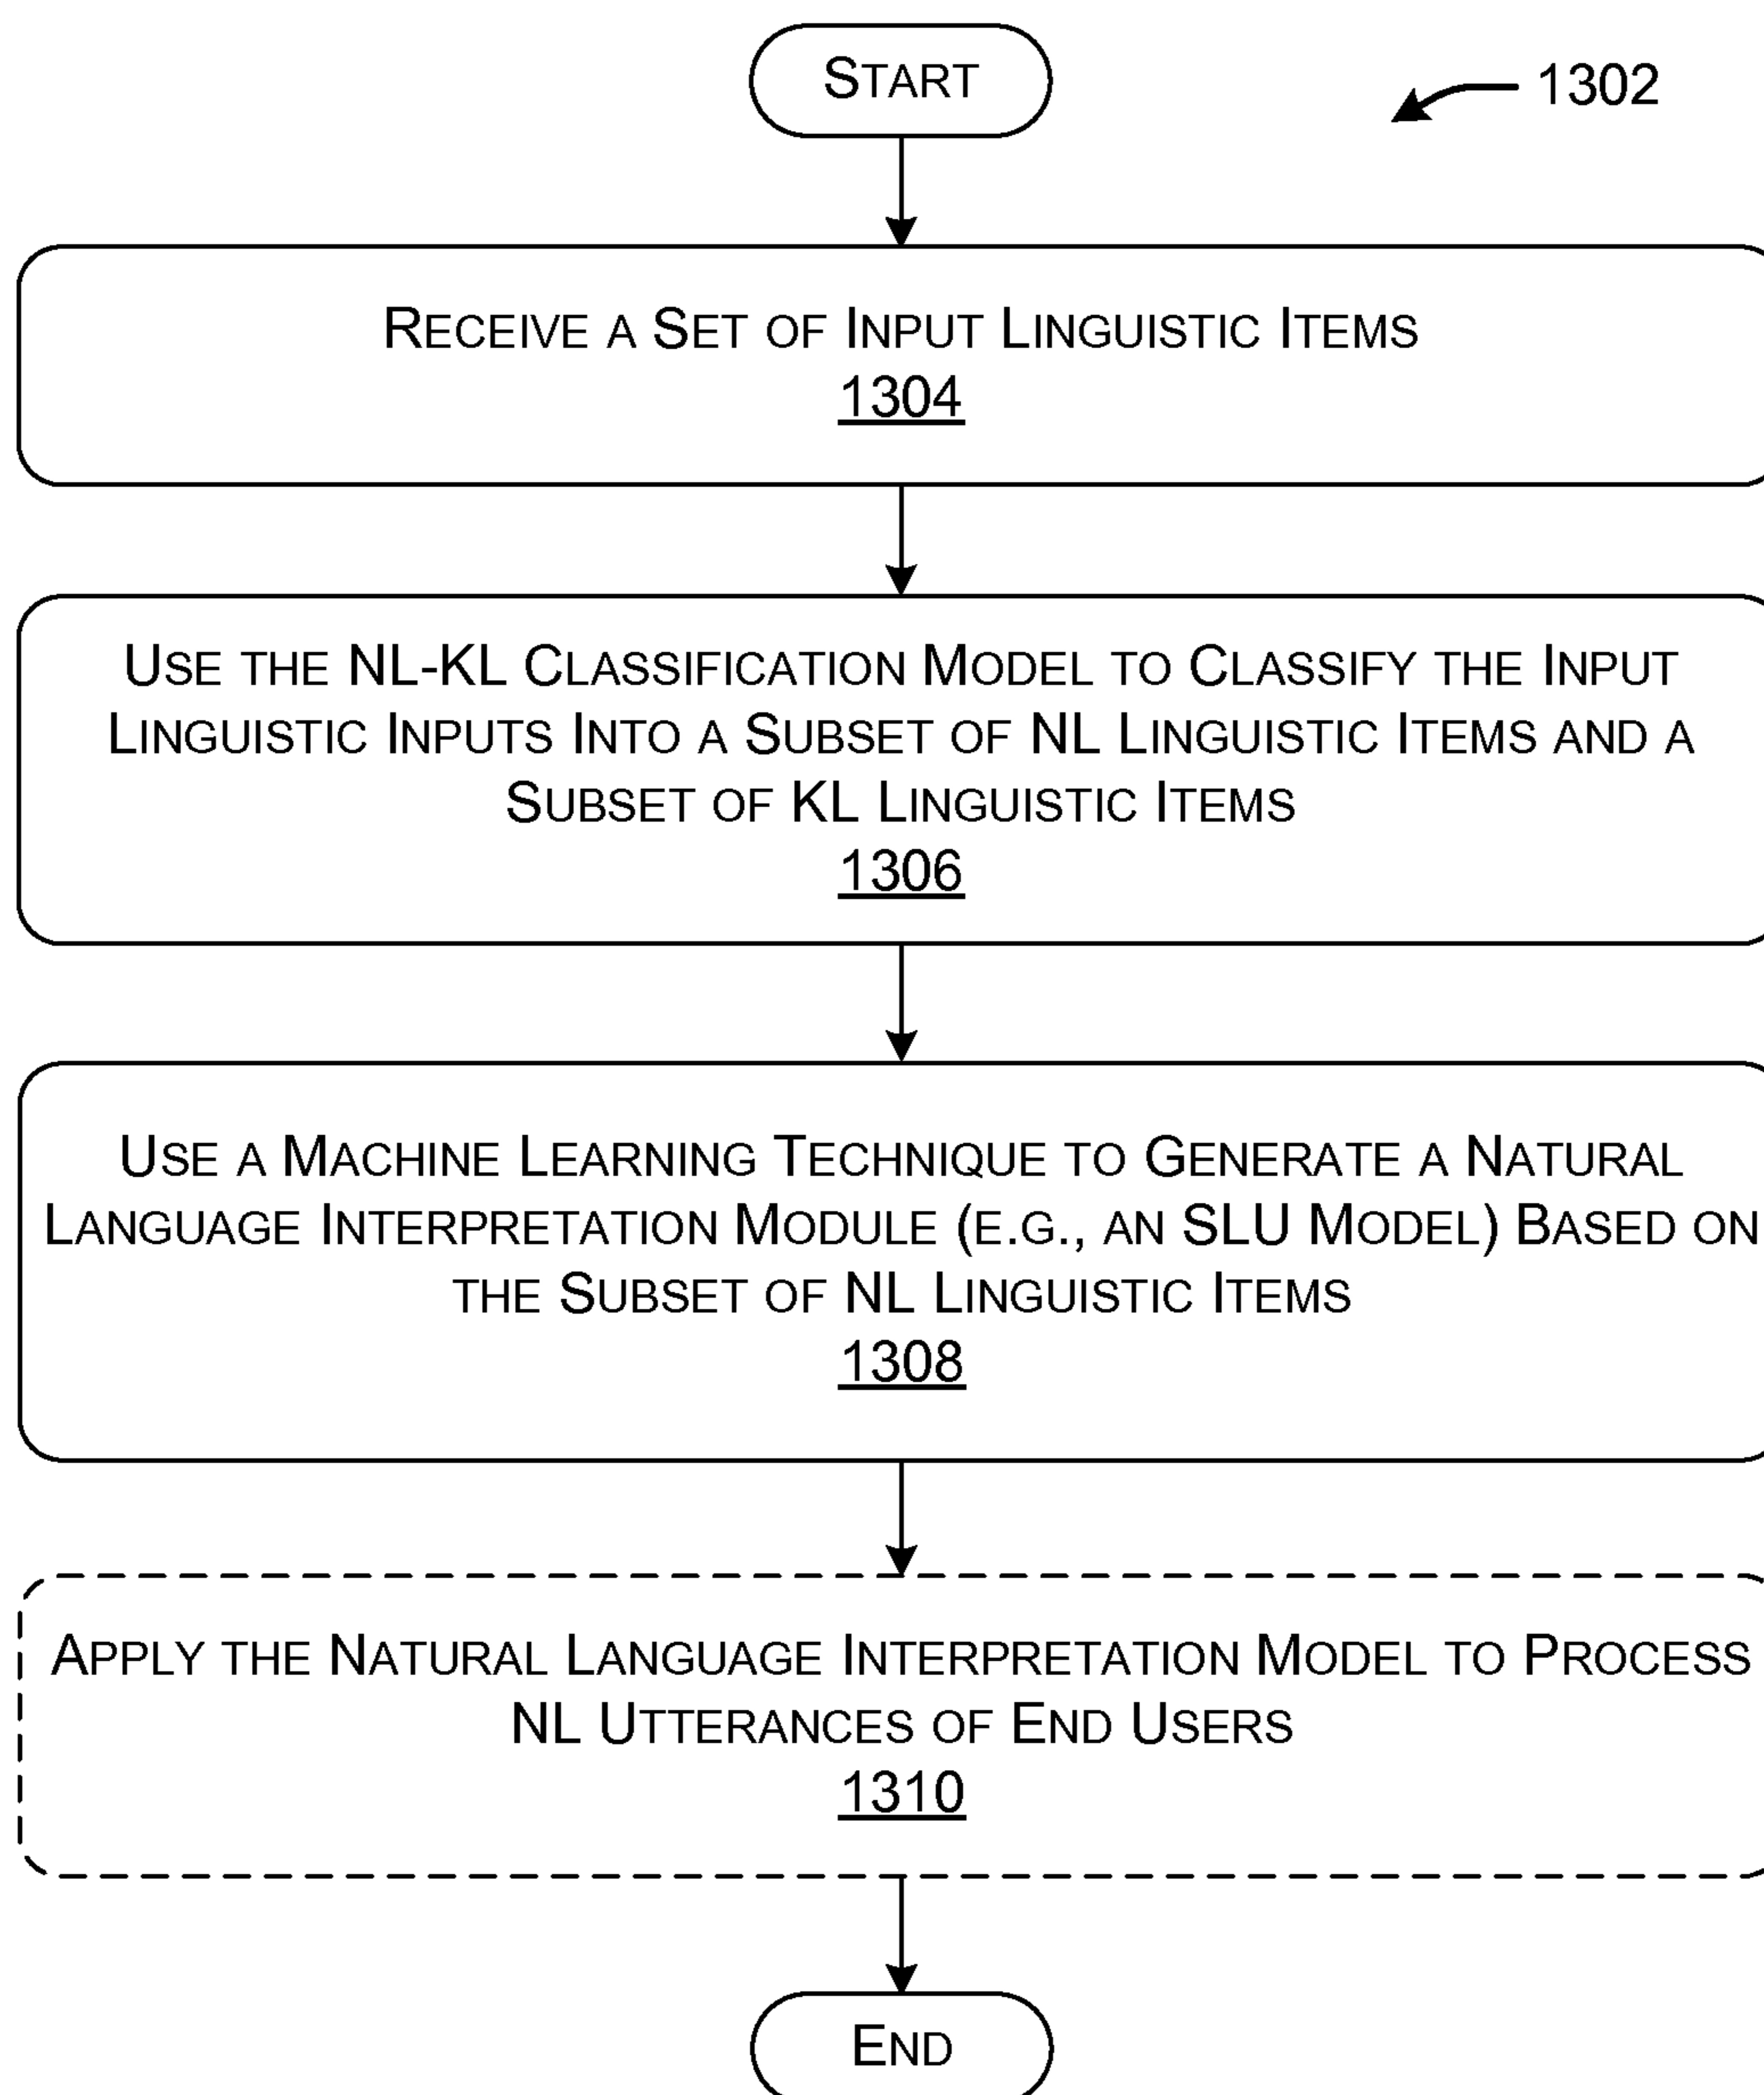 START
1302
RECEIVE A SET OF INPUT LINGUISTIC ITEMS
1304
USE THE NL-KL CLASSIFICATION MODEL TO CLASSIFY THE INPUT
LINGUISTIC INPUTS INTO A SUBSET OF NL LINGUISTIC ITEMS AND A
SUBSET OF KL LINGUISTIC ITEMS
1306
USE A MACHINE LEARNING TECHNIQUE TO GENERATE A NATURAL
LANGUAGE INTERPRETATION MODULE (E.G., AN SLU MODEL) BASED ON
THE SUBSET OF NL LINGUISTIC ITEMS
1308
APPLY THE NATURAL LANGUAGE INTERPRETATION MODEL TO PROCESS
NL UTTERANCES OF END USERS
1310
END